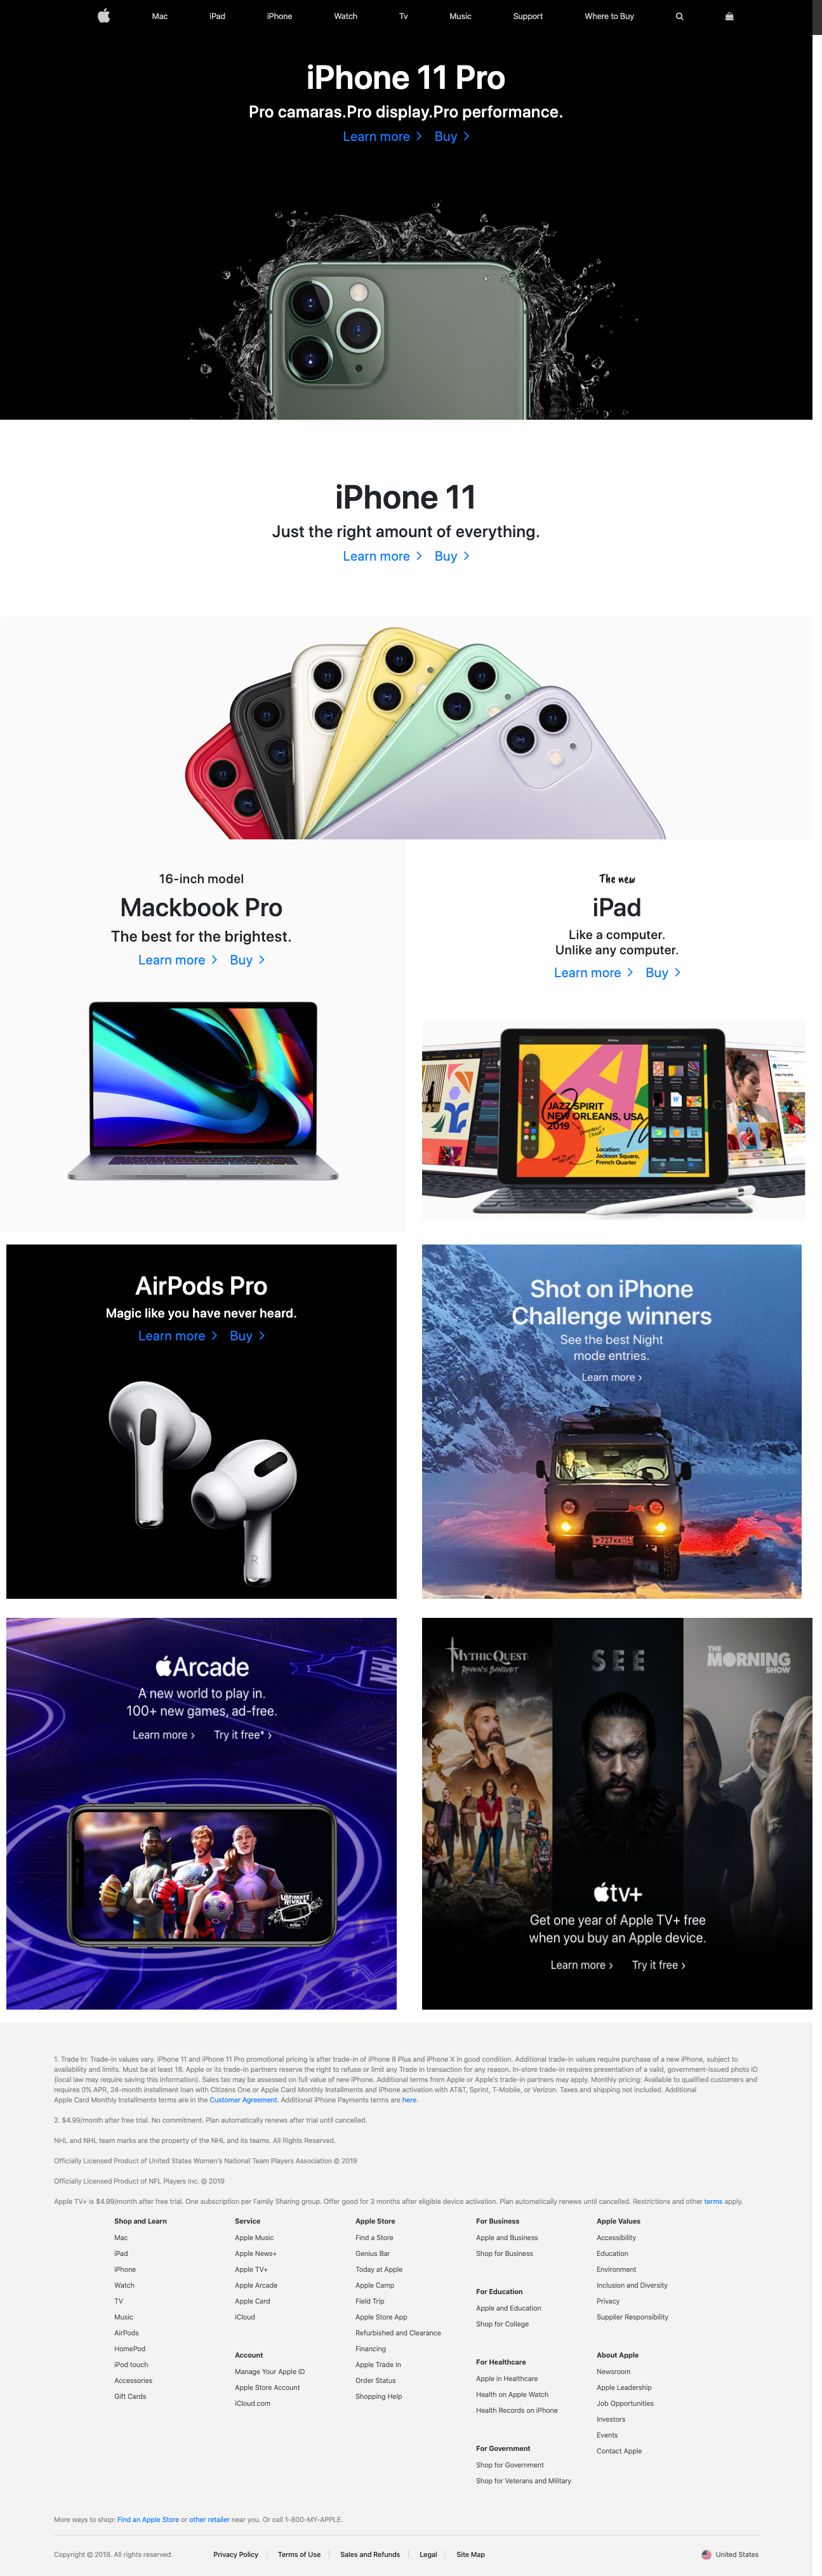 Mac iPad iPhone Watch Tv Music Support Where to Buy
iPhone 11 Pro
Pro cameras.Pro display.Pro performance.
Learn more > Buy >
iPhone 11
Just the right amount of everything.
Learn more > Buy >
16-inch model
Mackbook Pro
The best for the brightest.
Learn more > Buy >
The new
iPad
Like a computer.
Unlike any computer.
Learn more > Buy >
JAZZ SPIRIT
NEW ORLEANS, USA
2019
Location:
Jackson Square,
French Quarter
AirPods Pro
Magic like you have never heard.
Learn more > Buy >
R
Shot on iPhone
Challenge winners
See the best Night
mode entries.
Learn more >
Arcade
A new world to play in.
100+ new games, ad-free.
Learn more > Try it free* >
ULTIMATE
RIVALS
MYTHIC QUEST
RAVEN'S BANQUET
SEE
THE
MORNING
SHOW
tv+
Get one year of Apple TV+ free
when you buy an Apple device.
Learn more > Try it free >
1. Trade In: Trade-in values vary. iPhone 11 and iPhone 11 Pro promotional pricing is after trade-in of iPhone 8 Plus and iPhone X in good condition. Additional trade-in values require purchase of a new iPhone, subject to
availability and limits. Must be at least 18. Apple or its trade-in partners reserve the right to refuse or limit any Trade In transaction for any reason. In-store trade-in requires presentation of a valid, government-issued photo ID
(local law may require saving this information). Sales tax may be assessed on full value of new iPhone. Additional terms from Apple or Apple's trade-in partners may apply. Monthly pricing: Available to qualified customers and
requires 0% APR, 24-month installment loan with Citizens One or Apple Card Monthly Installments and iPhone activation with AT&T, Sprint, T-Mobile, or Verizon. Taxes and shipping not included. Additional
Apple Card Monthly Installments terms are in the Customer Agreement. Additional iPhone Payments terms are here.
2. $4.99/month after free trial. No commitment. Plan automatically renews after trial until cancelled.
NHL and NHL team marks are the property of the NHL and its teams. All Rights Reserved.
Officially Licensed Product of United States Women's National Team Players Association © 2019
Officially Licensed Product of NFL Players Inc. © 2019
Apple TV+ is $4.99/month after free trial. One subscription per Family Sharing group. Offer good for 3 months after eligible device activation. Plan automatically renews until cancelled. Restrictions and other terms apply.
Shop and Learn
Mac
iPad
iPhone
Watch
TV
Music
AirPods
HomePod
iPod touch
Accessories
Gift Cards
Service
Apple Music
Apple News+
Apple TV+
Apple Arcade
Apple Card
iCloud
Account
Manage Your Apple ID
Apple Store Account
iCloud.com
Apple Store
Find a Store
Genius Bar
Today at Apple
Apple Camp
Field Trip
Apple Store App
Refurbished and Clearance
Financing
Apple Trade In
Order Status
Shopping Help
For Business
Apple and Business
Shop for Business
For Education
Apple and Education
Shop for College
For Healthcare
Apple in Healthcare
Health on Apple Watch
Health Records on iPhone
For Government
Shop for Government
Shop for Veterans and Military
Apple Values
Accessibility
Education
Environment
Inclusion and Diversity
Privacy
Supplier Responsibility
About Apple
Newsroom
Apple Leadership
Job Opportunities
Investors
Events
Contact Apple
More ways to shop: Find an Apple Store or other retailer near you. Or call 1-800-MY-APPLE.
Copyright © 2018. All rights reserved. Privacy Policy Terms of Use Sales and Refunds Legal Site Map United States